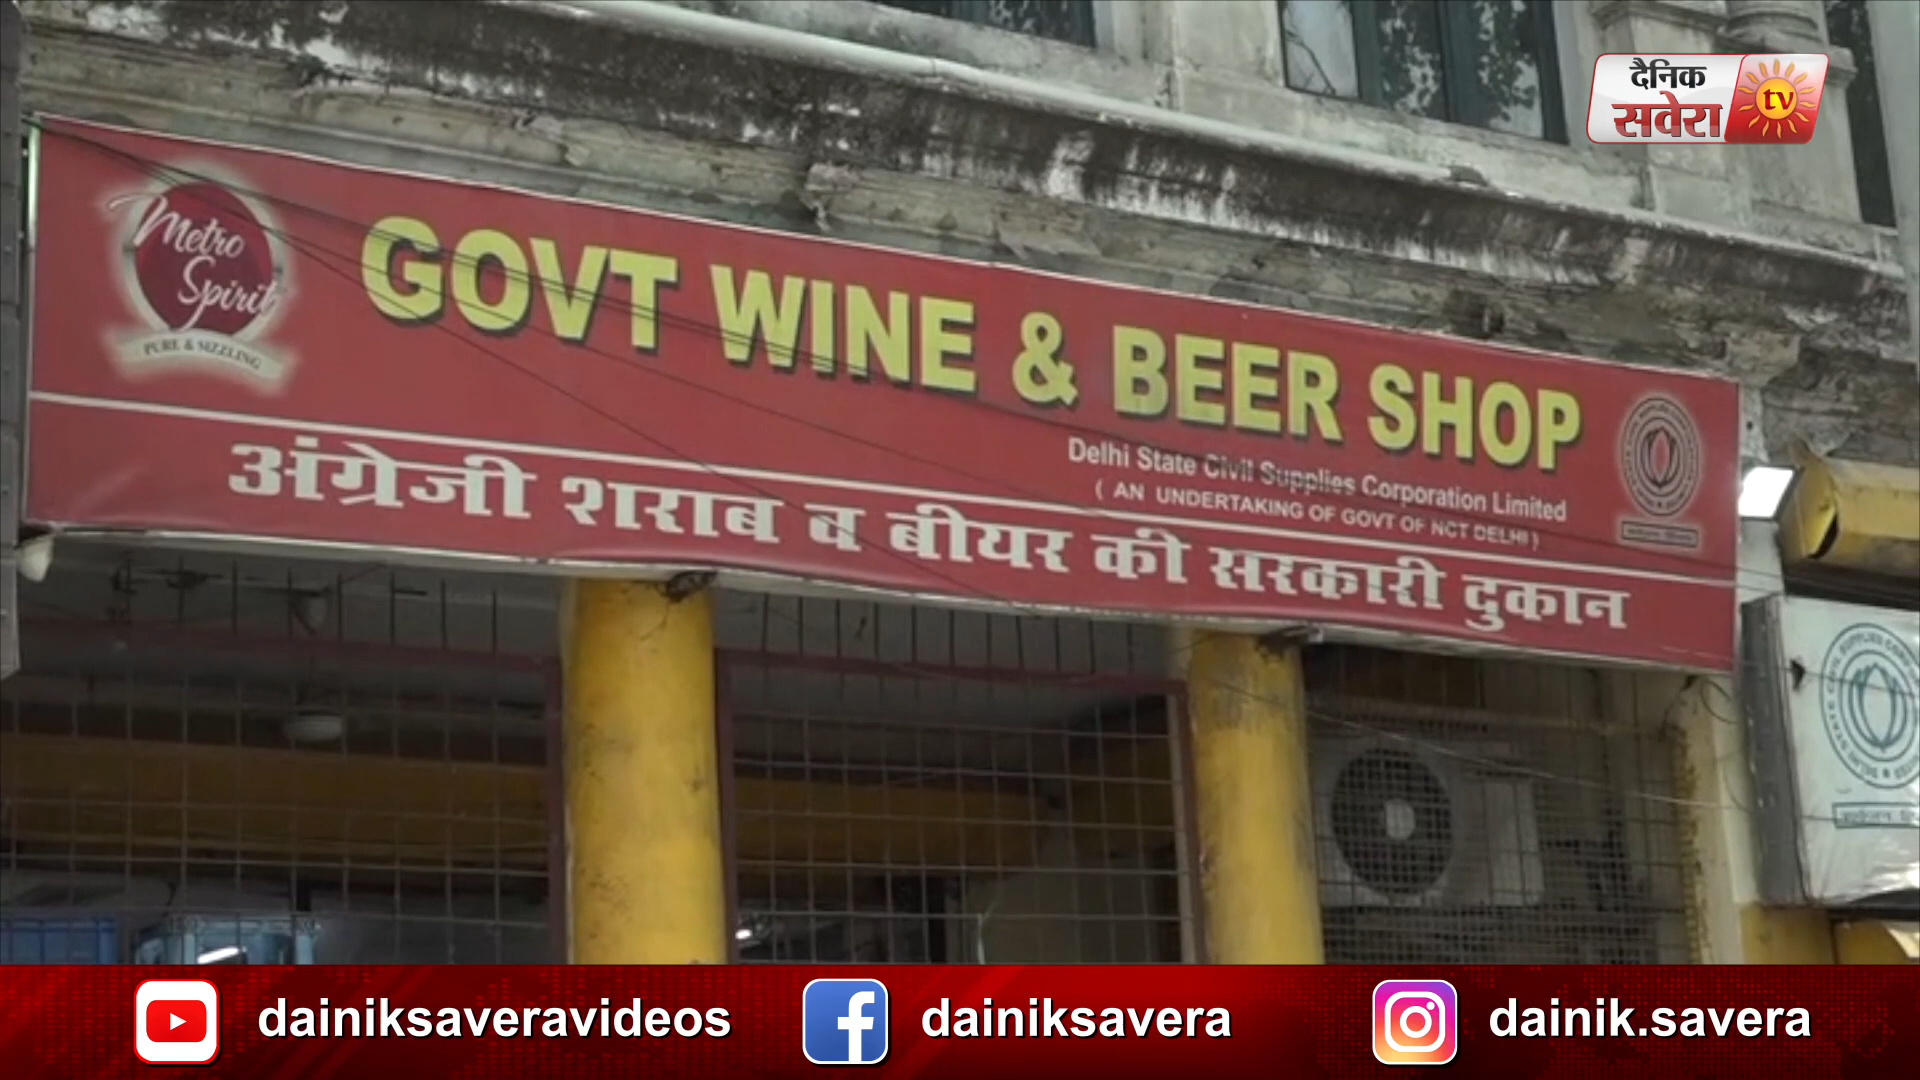 दैनिक
सवेरा tv
Metro
Spirit
PURE & SIZZLING
GOVT WINE & BEER SHOP
Delhi State Civil Supplies Corporation Limited
( AN UNDERTAKING OF GOVT OF NCT DELHI )
अंग्रेजी शराब व बीयर की सरकारी दुकान
dainiksaveravideos
dainiksavera
dainik.savera